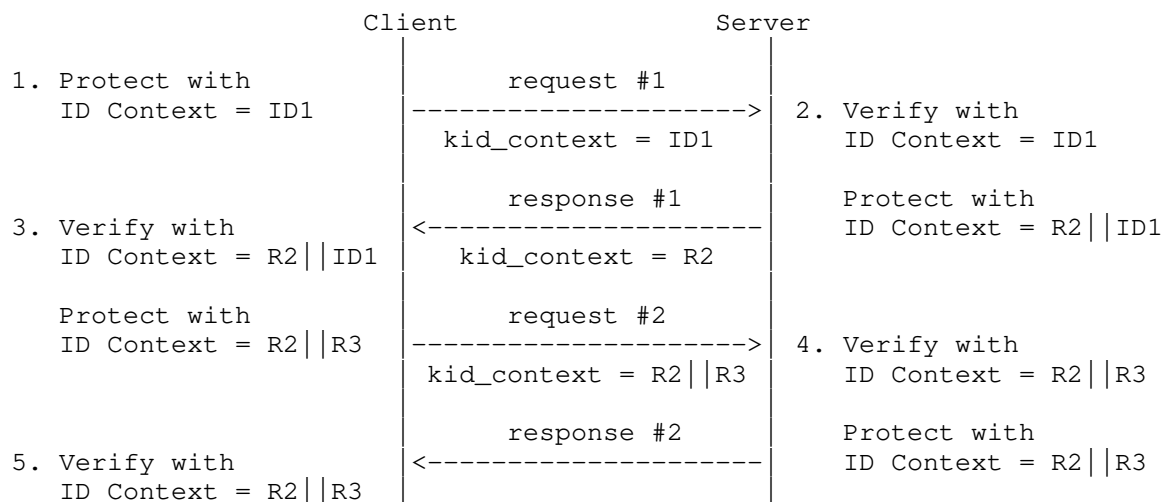 Client Server
1. Protect with request #1
ID Context = ID1 --------------------->  2. Verify with
kid_context = ID1 ID Context = ID1
response #1 Protect with
3. Verify with <--------------------- ID Context = R2||ID1
ID Context = R2||ID1 kid_context = R2
Protect with request #2
ID Context = R2||R3 ---------------------> 4. Verify with
kid_context = R2||R3 ID Context = R2||R3
response #2 Protect with
5. Verify with <--------------------- ID Context = R2||R3
ID Context = R2||R3